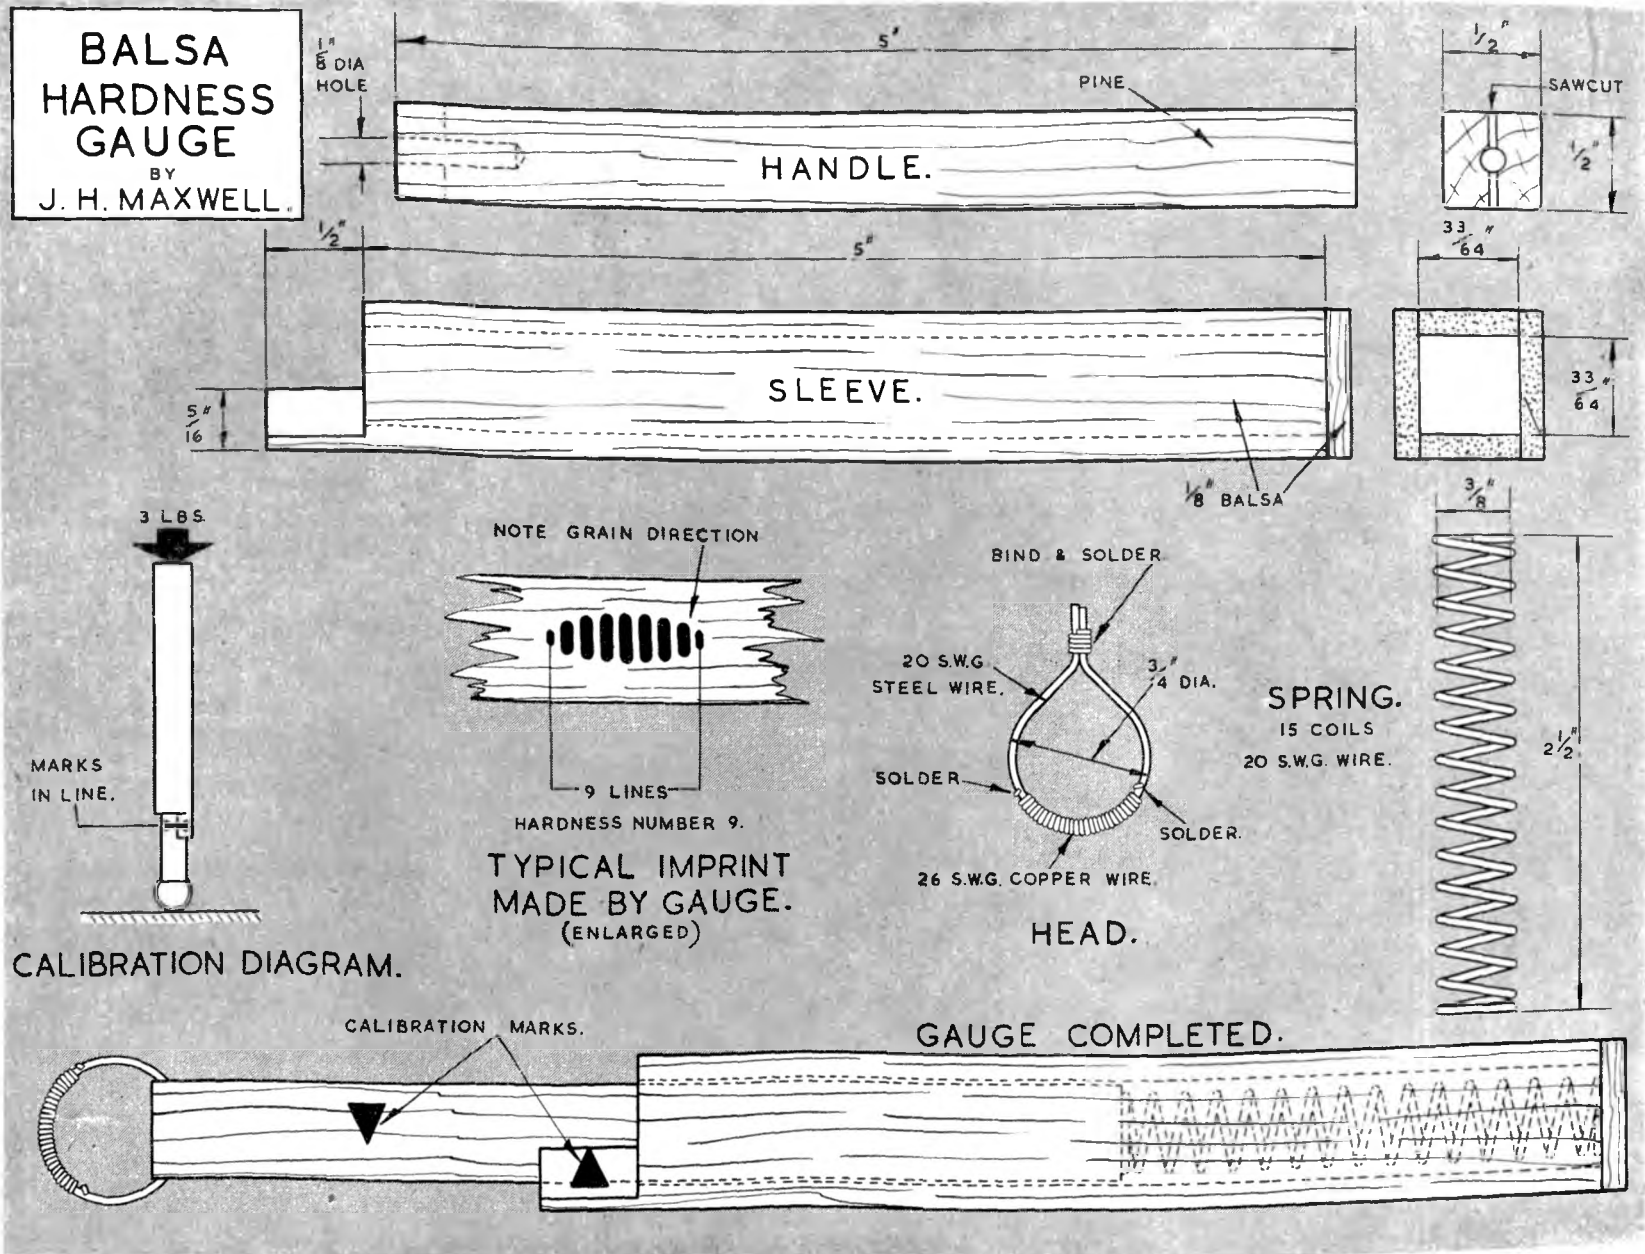 BALSA
HARDNESS
GAUGE
BY
J. H. MAXWELL.
1/8" DIA
HOLE
5"
PINE
HANDLE.
1/2"
SAWCUT
1/2"
1/2"
5"
33/64"
SLEEVE.
5/16"
33/64"
1/8" BALSA
3 LBS.
MARKS
IN LINE.
CALIBRATION DIAGRAM.
NOTE GRAIN DIRECTION
9 LINES
HARDNESS NUMBER 9.
TYPICAL IMPRINT
MADE BY GAUGE.
(ENLARGED)
BIND & SOLDER
20 S.W.G
STEEL WIRE.
3/4" DIA.
SOLDER
SOLDER.
26 S.W.G. COPPER WIRE.
HEAD.
3/8"
SPRING.
15 COILS
20 S.W.G. WIRE.
2 1/2"
CALIBRATION MARKS.
GAUGE COMPLETED.